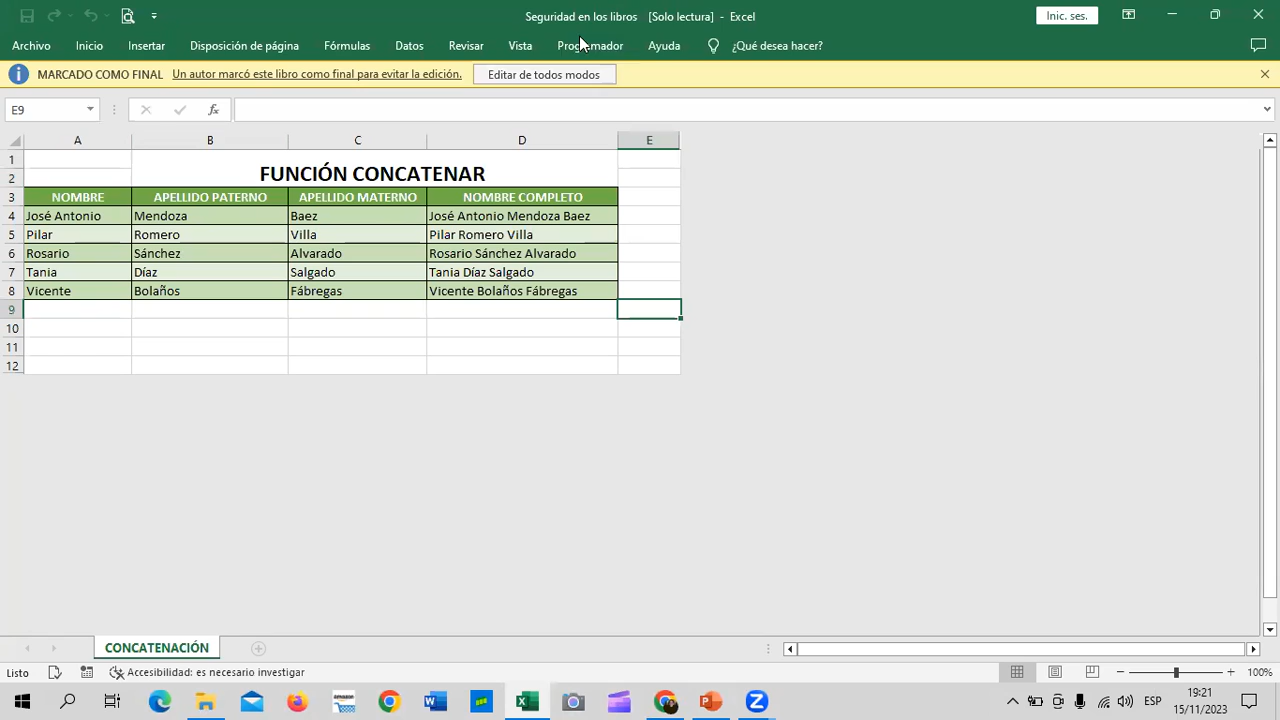 Seguridad en los libros [Solo lectura] - Excel
Inic. ses.
Archivo Inicio Insertar Disposición de página Fórmulas Datos Revisar Vista Programador Ayuda ¿Qué desea hacer?
MARCADO COMO FINAL Un autor marcó este libro como final para evitar la edición. Editar de todos modos
E9 fx
A B C D E
1
2 FUNCIÓN CONCATENAR
3 NOMBRE APELLIDO PATERNO APELLIDO MATERNO NOMBRE COMPLETO
4 José Antonio Mendoza Baez José Antonio Mendoza Baez
5 Pilar Romero Villa Pilar Romero Villa
6 Rosario Sánchez Alvarado Rosario Sánchez Alvarado
7 Tania Díaz Salgado Tania Díaz Salgado
8 Vicente Bolaños Fábregas Vicente Bolaños Fábregas
9
10
11
12
CONCATENACIÓN
Listo Accesibilidad: es necesario investigar 100%
ESP 19:21
15/11/2023